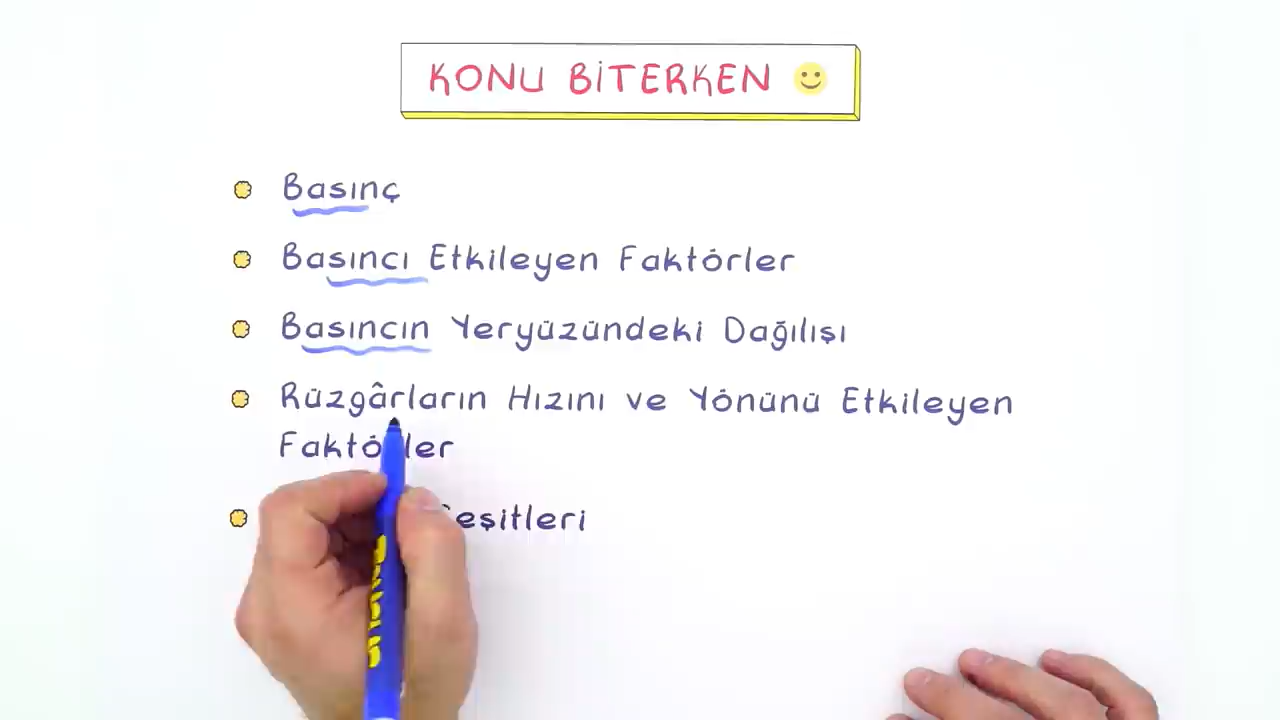 KONU BİTERKEN
Basınç
Basıncı Etkileyen Faktörler
Basıncın Yeryüzündeki Dağılışı
Rüzgârların Hızını ve Yönünü Etkileyen
Faktörler
Çeşitleri